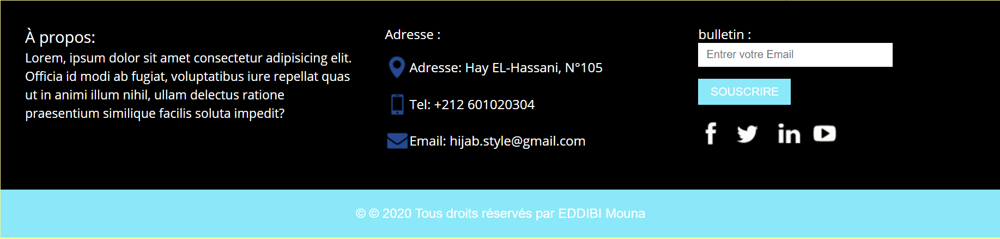 À propos:
Lorem, ipsum dolor sit amet consectetur adipisicing elit.
Officia id modi ab fugiat, voluptatibus iure repellat quas
ut in animi illum nihil, ullam delectus ratione
praesentium similique facilis soluta impedit?
Adresse :
Adresse: Hay EL-Hassani, N°105
Tel: +212 601020304
Email: hijab.style@gmail.com
bulletin :
Entrer votre Email
SOUSCRIRE
© © 2020 Tous droits réservés par EDDIBI Mouna